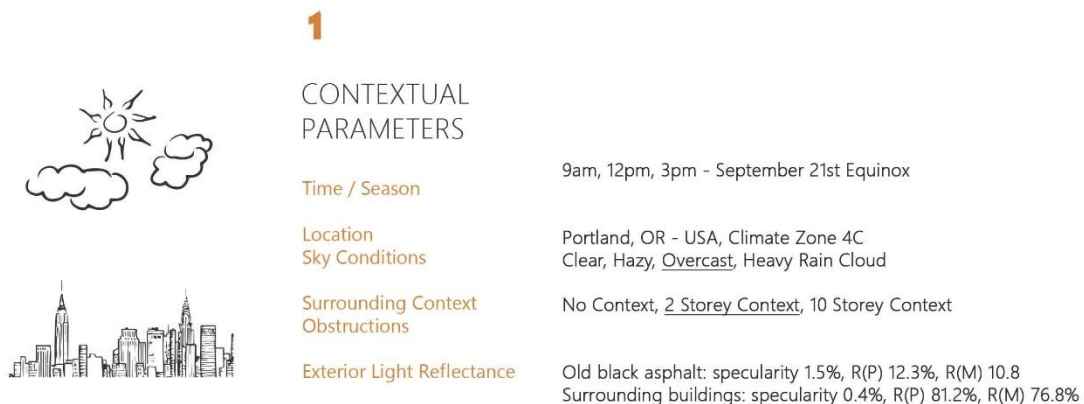 1
CONTEXTUAL
PARAMETERS
Time / Season
9am, 12pm, 3pm - September 21st Equinox
Location
Portland, OR - USA, Climate Zone 4C
Sky Conditions
Clear, Hazy, Overcast, Heavy Rain Cloud
Surrounding Context
Obstructions
No Context, 2 Storey Context, 10 Storey Context
Exterior Light Reflectance
Old black asphalt: specularity 1.5%, R(P) 12.3%, R(M) 10.8
Surrounding buildings: specularity 0.4%, R(P) 81.2%, R(M) 76.8%